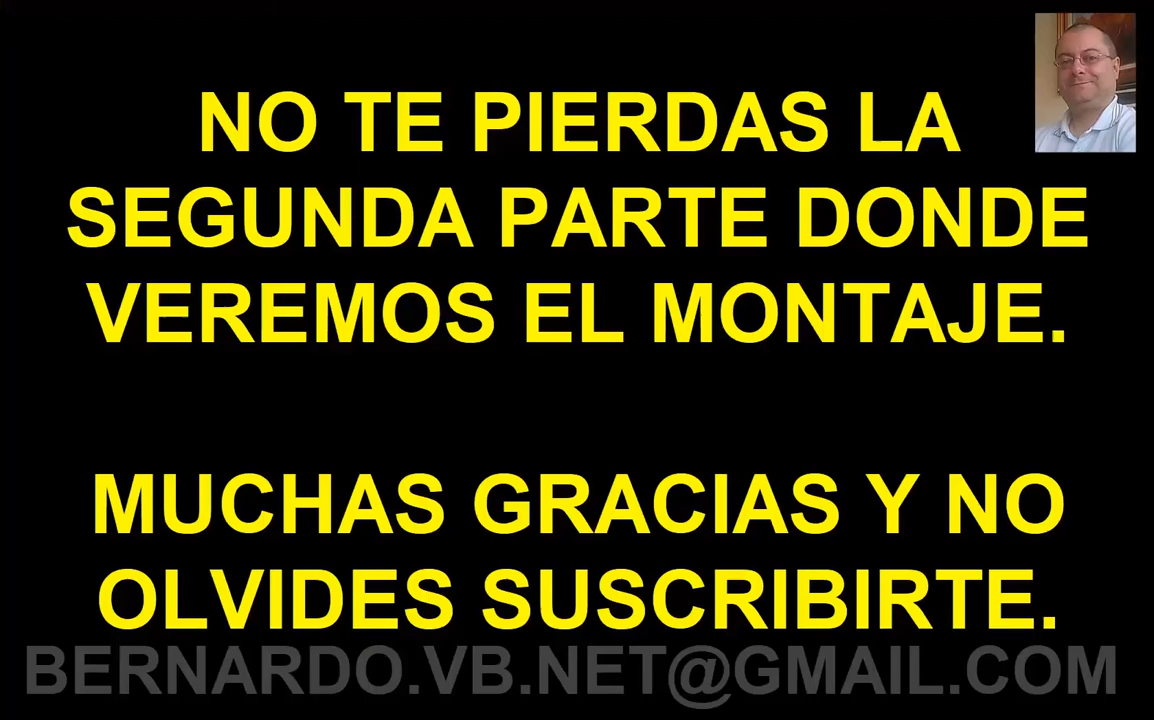 NO TE PIERDAS LA
SEGUNDA PARTE DONDE
VEREMOS EL MONTAJE.
MUCHAS GRACIAS Y NO
OLVIDES SUSCRIBIRTE.
BERNARDO.VB.NET@GMAIL.COM